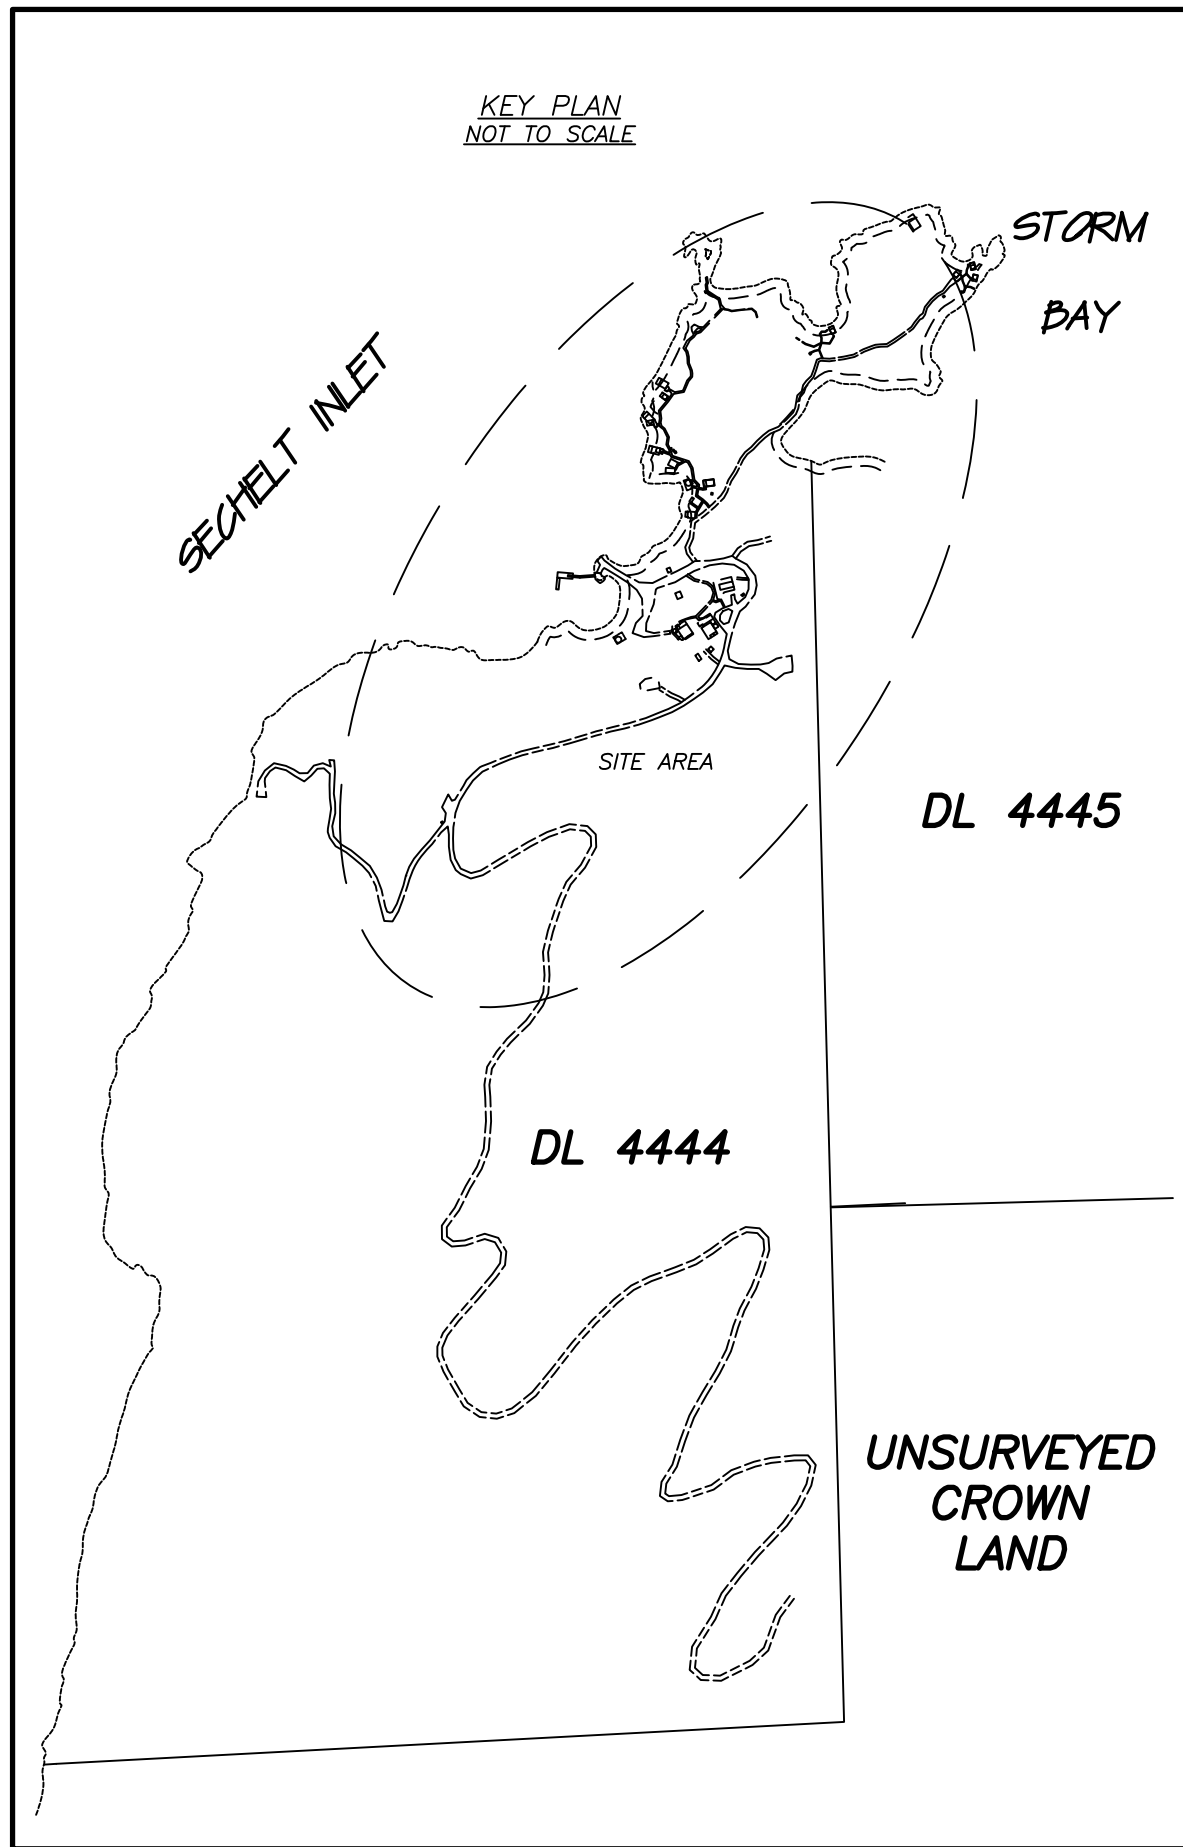 KEY PLAN
NOT TO SCALE
STORM
BAY
SECHELT INLET
SITE AREA
DL 4445
DL 4444
UNSURVEYED
CROWN
LAND